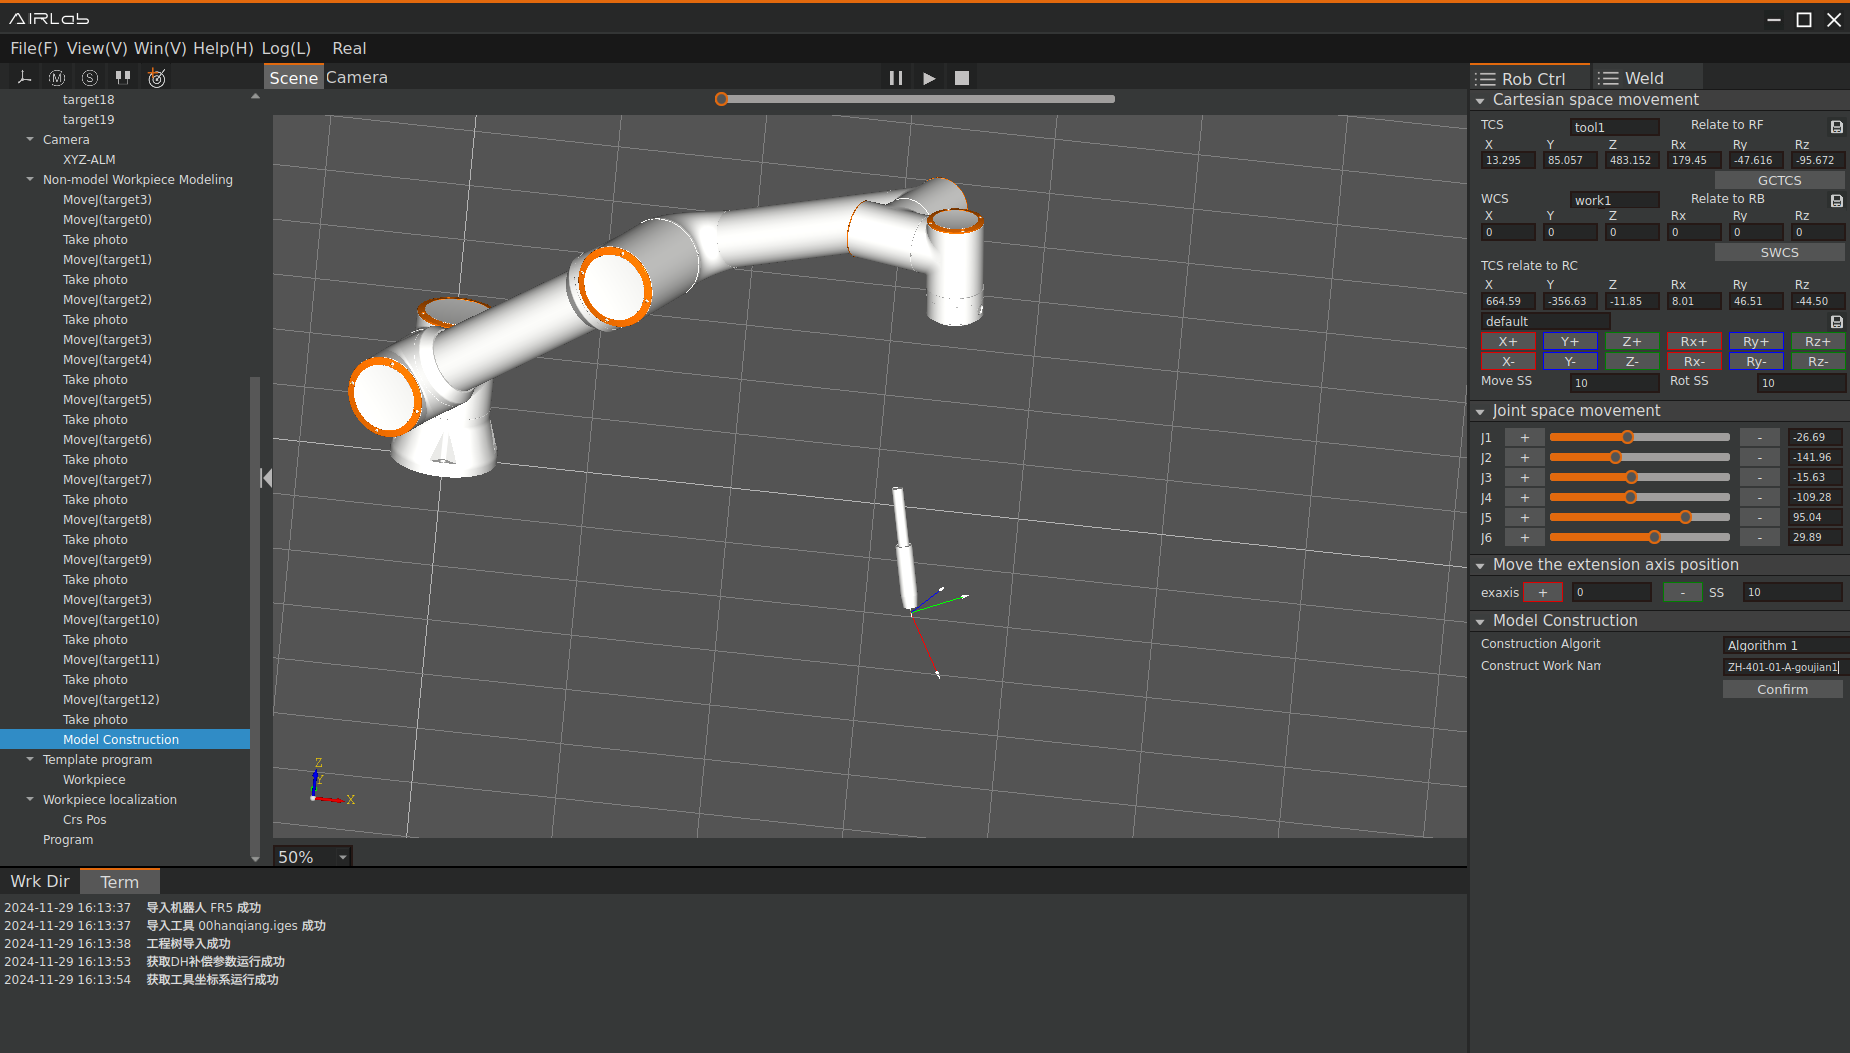 AIRLab
File(F) View(V) Win(V) Help(H) Log(L) Real
Scene Camera
target18
target19
Camera
XYZ-ALM
Non-model Workpiece Modeling
MoveJ(target3)
MoveJ(target0)
Take photo
MoveJ(target1)
Take photo
MoveJ(target2)
Take photo
MoveJ(target3)
MoveJ(target4)
Take photo
MoveJ(target5)
Take photo
MoveJ(target6)
Take photo
MoveJ(target7)
Take photo
MoveJ(target8)
Take photo
MoveJ(target9)
Take photo
MoveJ(target3)
MoveJ(target10)
Take photo
MoveJ(target11)
Take photo
MoveJ(target12)
Take photo
Model Construction
Template program
Workpiece
Workpiece localization
Crs Pos
Program
Z
Y
X
50%
Rob Ctrl Weld
Cartesian space movement
TCS tool1 Relate to RF
X Y Z Rx Ry Rz
13.295 85.057 483.152 179.45 -47.616 -95.672
GCTCS
WCS work1 Relate to RB
X Y Z Rx Ry Rz
0 0 0 0 0 0
SWCS
TCS relate to RC
X Y Z Rx Ry Rz
664.59 -356.63 -11.85 8.01 46.51 -44.50
default
X+ Y+ Z+ Rx+ Ry+ Rz+
X- Y- Z- Rx- Ry- Rz-
Move SS 10 Rot SS 10
Joint space movement
J1 + - -26.69
J2 + - -141.96
J3 + - -15.63
J4 + - -109.28
J5 + - 95.04
J6 + - 29.89
Move the extension axis position
exaxis + 0 - SS 10
Model Construction
Construction Algorit Algorithm 1
Construct Work Nam ZH-401-01-A-goujian1
Confirm
Wrk Dir Term
2024-11-29 16:13:37 导入机器人 FR5 成功
2024-11-29 16:13:37 导入工具 00hanqiang.iges 成功
2024-11-29 16:13:38 工程树导入成功
2024-11-29 16:13:53 获取DH补偿参数运行成功
2024-11-29 16:13:54 获取工具坐标系运行成功